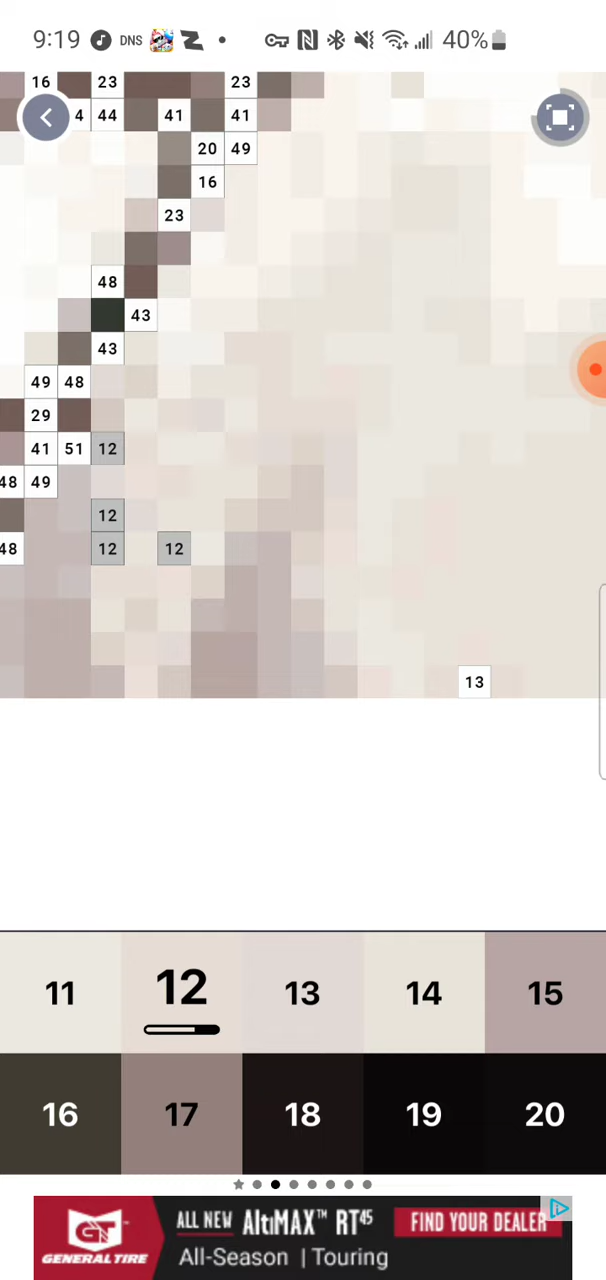 9:19 DNS 40%
16 23 23
4 44 41 41
20 49
16
23
48
43
43
49 48
29
41 51 12
48 49
12
48 12 12
13
11 12 13 14 15
16 17 18 19 20
GENERAL TIRE
ALL NEW ALTIMAX™ RT45
FIND YOUR DEALER
All-Season | Touring